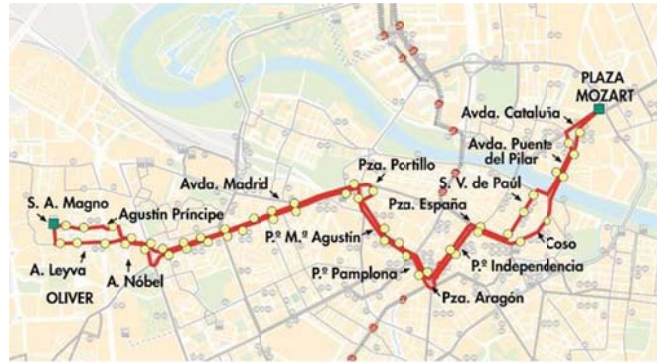 PLAZA
MOZART
Avda. Cataluña
Avda. Puente
del Pilar
Pza. Portillo
S. V. de Paúl
Avda. Madrid
Pza. España
S. A. Magno
Agustín Príncipe
P.º M.ª Agustín
Coso
A. Leyva
A. Nóbel
P.º Pamplona
P.º Independencia
OLIVER
Pza. Aragón